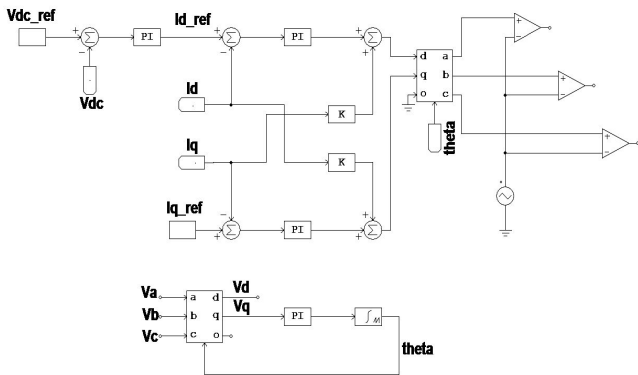 Vdc_ref
+
Σ
−
Vdc
PI
Id_ref
+
Σ
−
PI
+
Σ
+
Id
K
Iq
K
Iq_ref
−
+
Σ
PI
+
+
Σ
d a
q b
o c
theta
+
−
+
−
+
−
Va
Vb
Vc
a d
b q
c o
Vd
Vq
PI
∫ M
theta